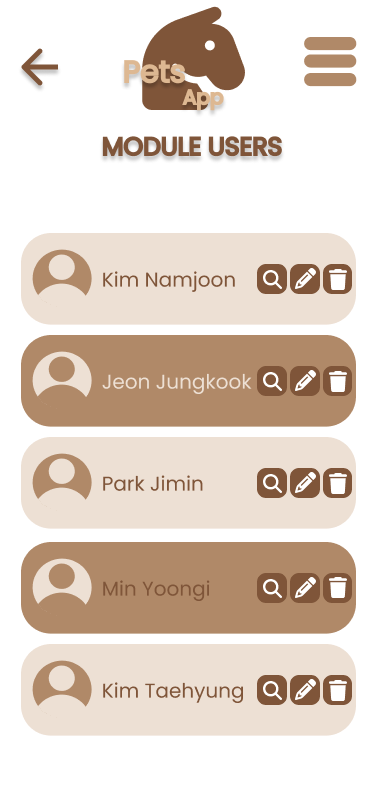 Pets
App
MODULE USERS
Kim Namjoon
Jeon Jungkook
Park Jimin
Min Yoongi
Kim Taehyung